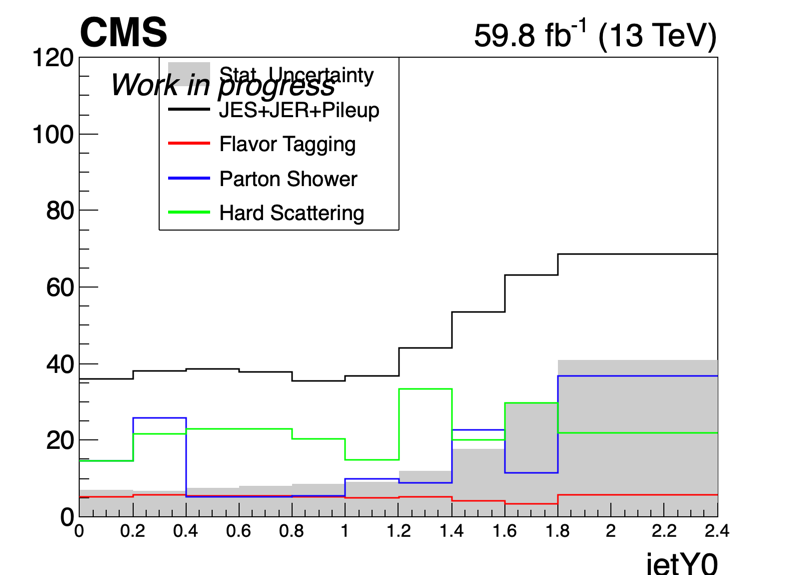 CMS
59.8 fb-1 (13 TeV)
120
Work in progress
Stat. Uncertainty
JES+JER+Pileup
100
Flavor Tagging
Parton Shower
80
Hard Scattering
60
40
20
0
0 0.2 0.4 0.6 0.8 1 1.2 1.4 1.6 1.8 2 2.2 2.4
jetY0